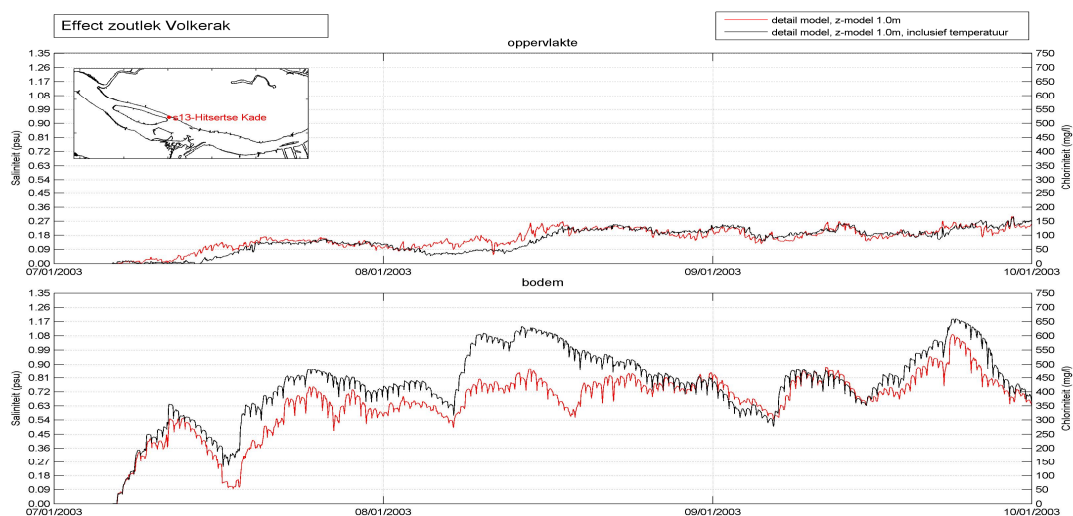 Effect zoutlek Volkerak
detail model, z-model 1.0m
detail model, z-model 1.0m, inclusief temperatuur
oppervlakte
1.35 750
1.26 700
1.17 650
1.08 600
0.99 550
0.90 500
0.81 450
0.72 400
0.63 350
0.54 300
0.45 250
0.36 200
0.27 150
0.18 100
0.09 50
0.00 0
Saliniteit (psu)
Chloriniteit (mg/l)
s13-Hitsertse Kade
07/01/2003 08/01/2003 09/01/2003 10/01/2003
bodem
1.35 750
1.26 700
1.17 650
1.08 600
0.99 550
0.90 500
0.81 450
0.72 400
0.63 350
0.54 300
0.45 250
0.36 200
0.27 150
0.18 100
0.09 50
0.00 0
Saliniteit (psu)
Chloriniteit (mg/l)
07/01/2003 08/01/2003 09/01/2003 10/01/2003